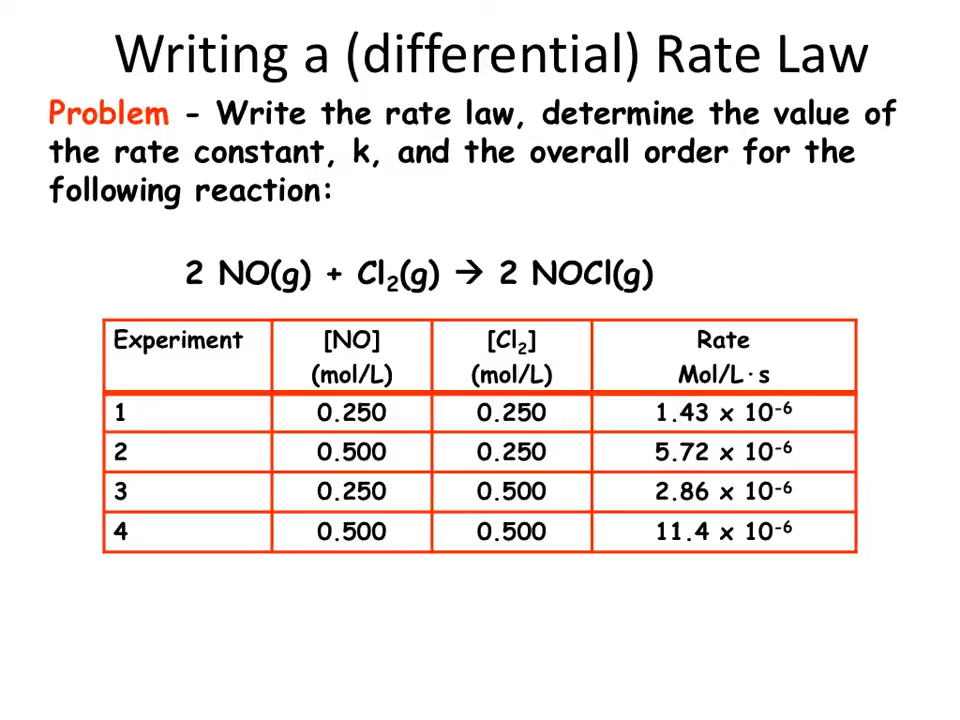 Writing a (differential) Rate Law
Problem - Write the rate law, determine the value of
the rate constant, k, and the overall order for the
following reaction:
2 NO(g) + Cl₂(g) → 2 NOCl(g)
Experiment [NO] [Cl₂] Rate
(mol/L) (mol/L) Mol/L·s
1 0.250 0.250 1.43 x 10⁻⁶
2 0.500 0.250 5.72 x 10⁻⁶
3 0.250 0.500 2.86 x 10⁻⁶
4 0.500 0.500 11.4 x 10⁻⁶